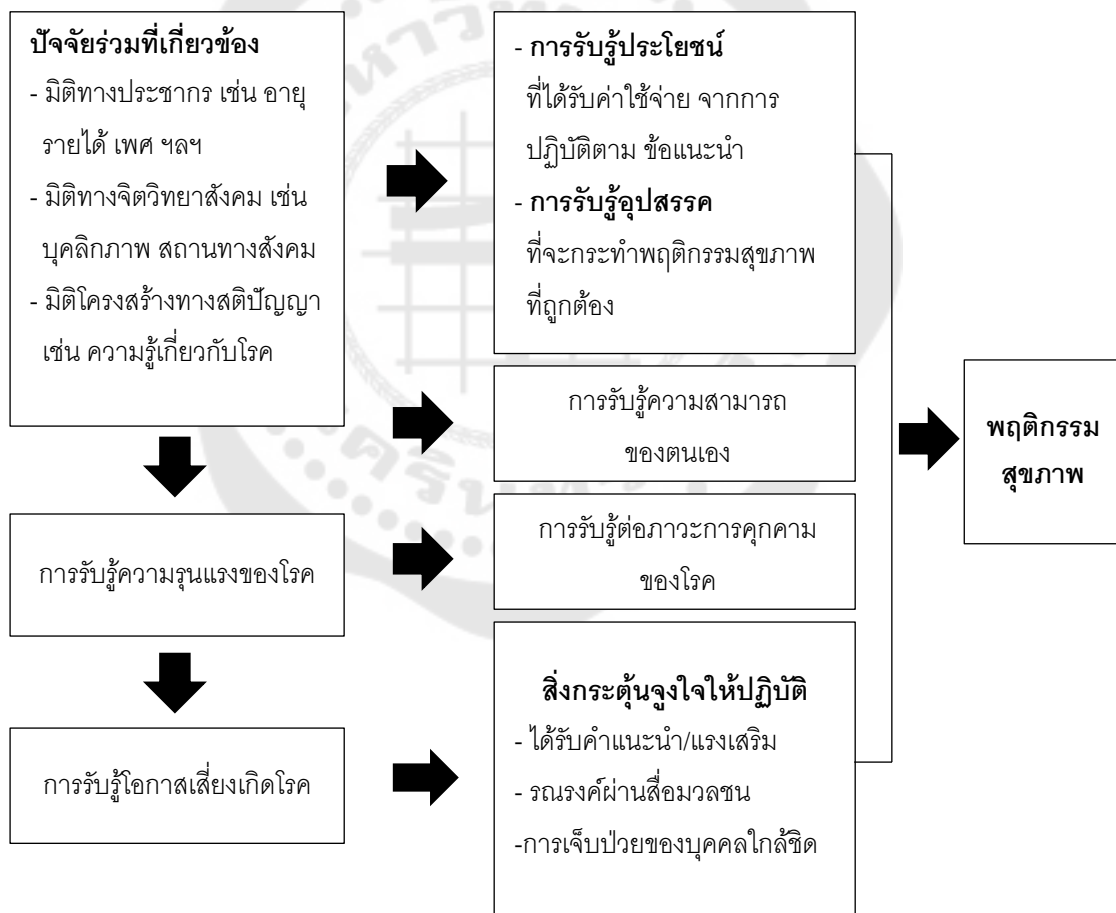 ปัจจัยร่วมที่เกี่ยวข้อง
- มิติทางประชากร เช่น อายุ
รายได้ เพศ ฯลฯ
- มิติทางจิตวิทยาสังคม เช่น
บุคลิกภาพ สถานทางสังคม
- มิติโครงสร้างทางสติปัญญา
เช่น ความรู้เกี่ยวกับโรค
- การรับรู้ประโยชน์
ที่ได้รับค่าใช้จ่าย จากการ
ปฏิบัติตาม ข้อแนะนำ
- การรับรู้อุปสรรค
ที่จะกระทำพฤติกรรมสุขภาพ
ที่ถูกต้อง
การรับรู้ความสามารถ
ของตนเอง
พฤติกรรม
สุขภาพ
การรับรู้ความรุนแรงของโรค
การรับรู้ต่อภาวะการคุกคาม
ของโรค
การรับรู้โอกาสเสี่ยงเกิดโรค
สิ่งกระตุ้นจูงใจให้ปฏิบัติ
- ได้รับคำแนะนำ/แรงเสริม
- รณรงค์ผ่านสื่อมวลชน
-การเจ็บป่วยของบุคคลใกล้ชิด